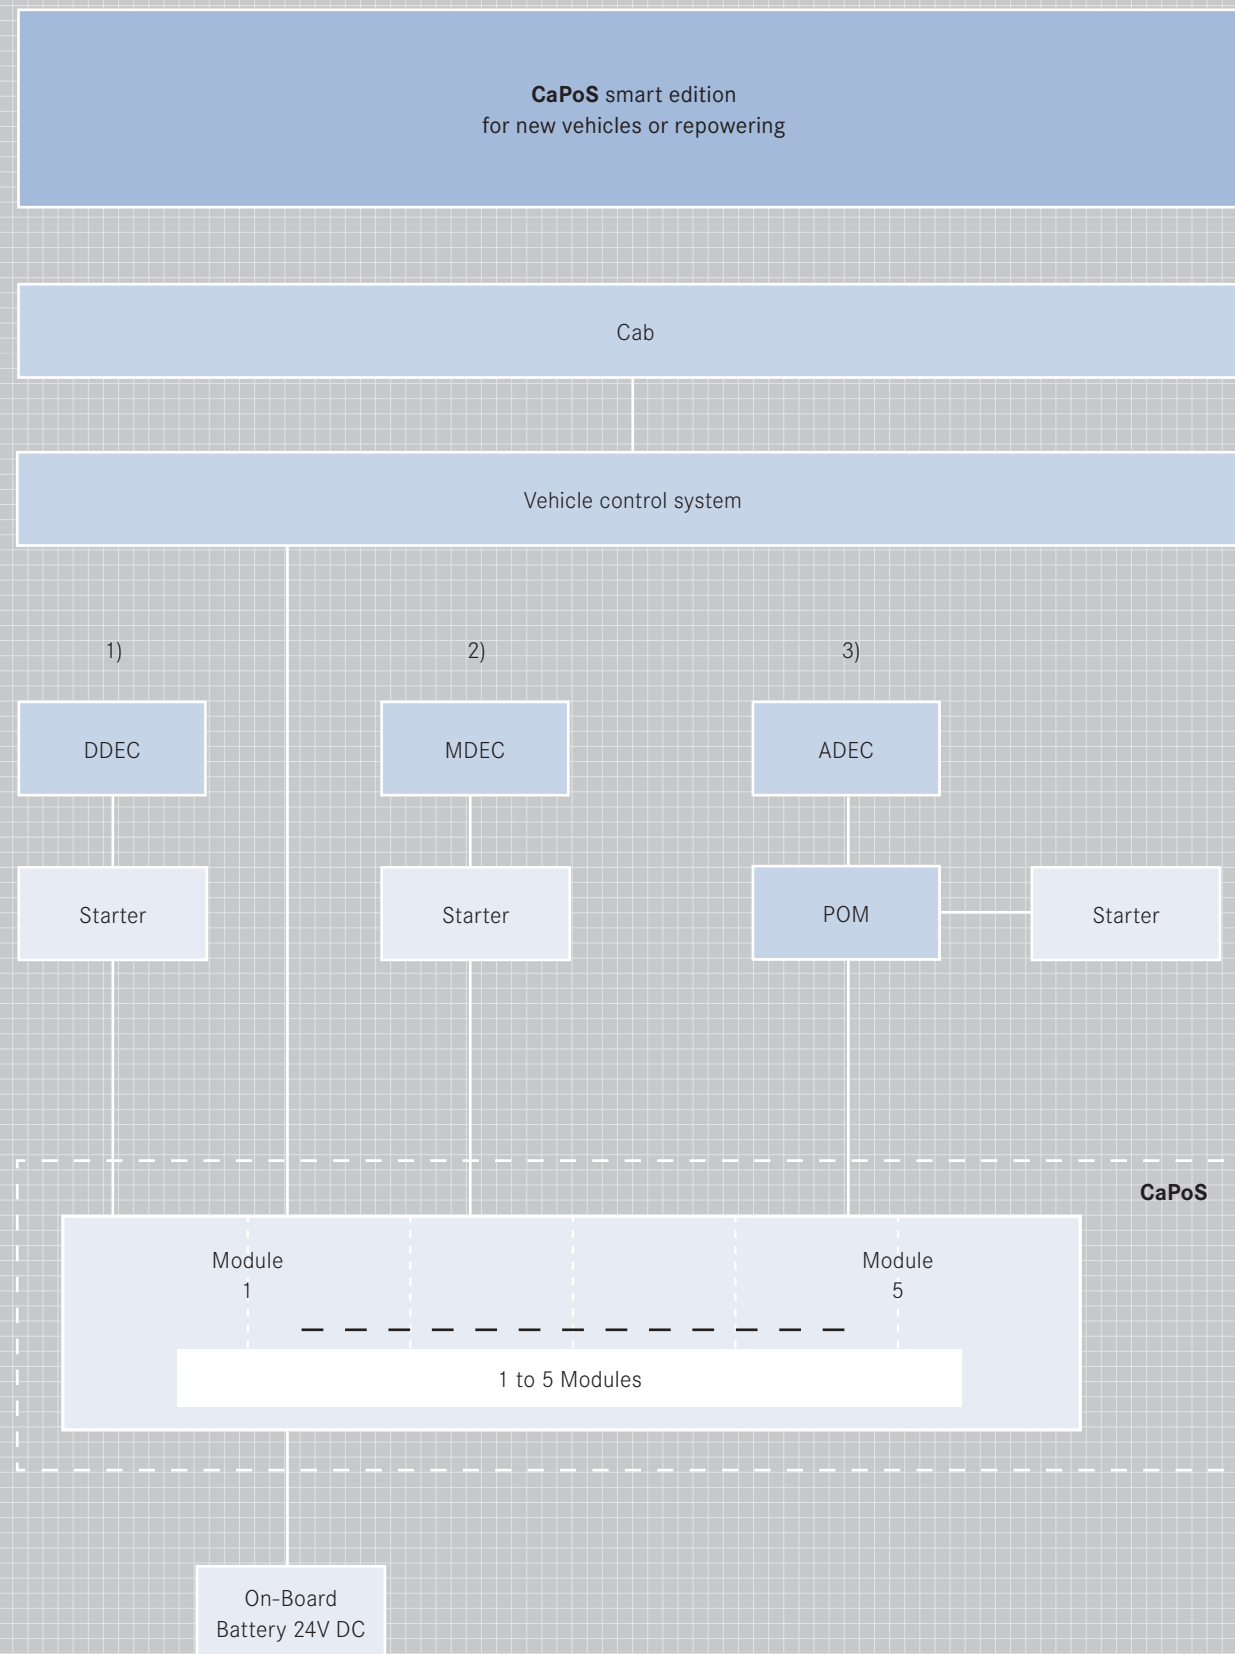 CaPoS smart edition
for new vehicles or repowering
Cab
Vehicle control system
1)
2)
3)
DDEC
MDEC
ADEC
Starter
Starter
POM
Starter
CaPoS
Module
1
Module
5
1 to 5 Modules
On-Board
Battery 24V DC